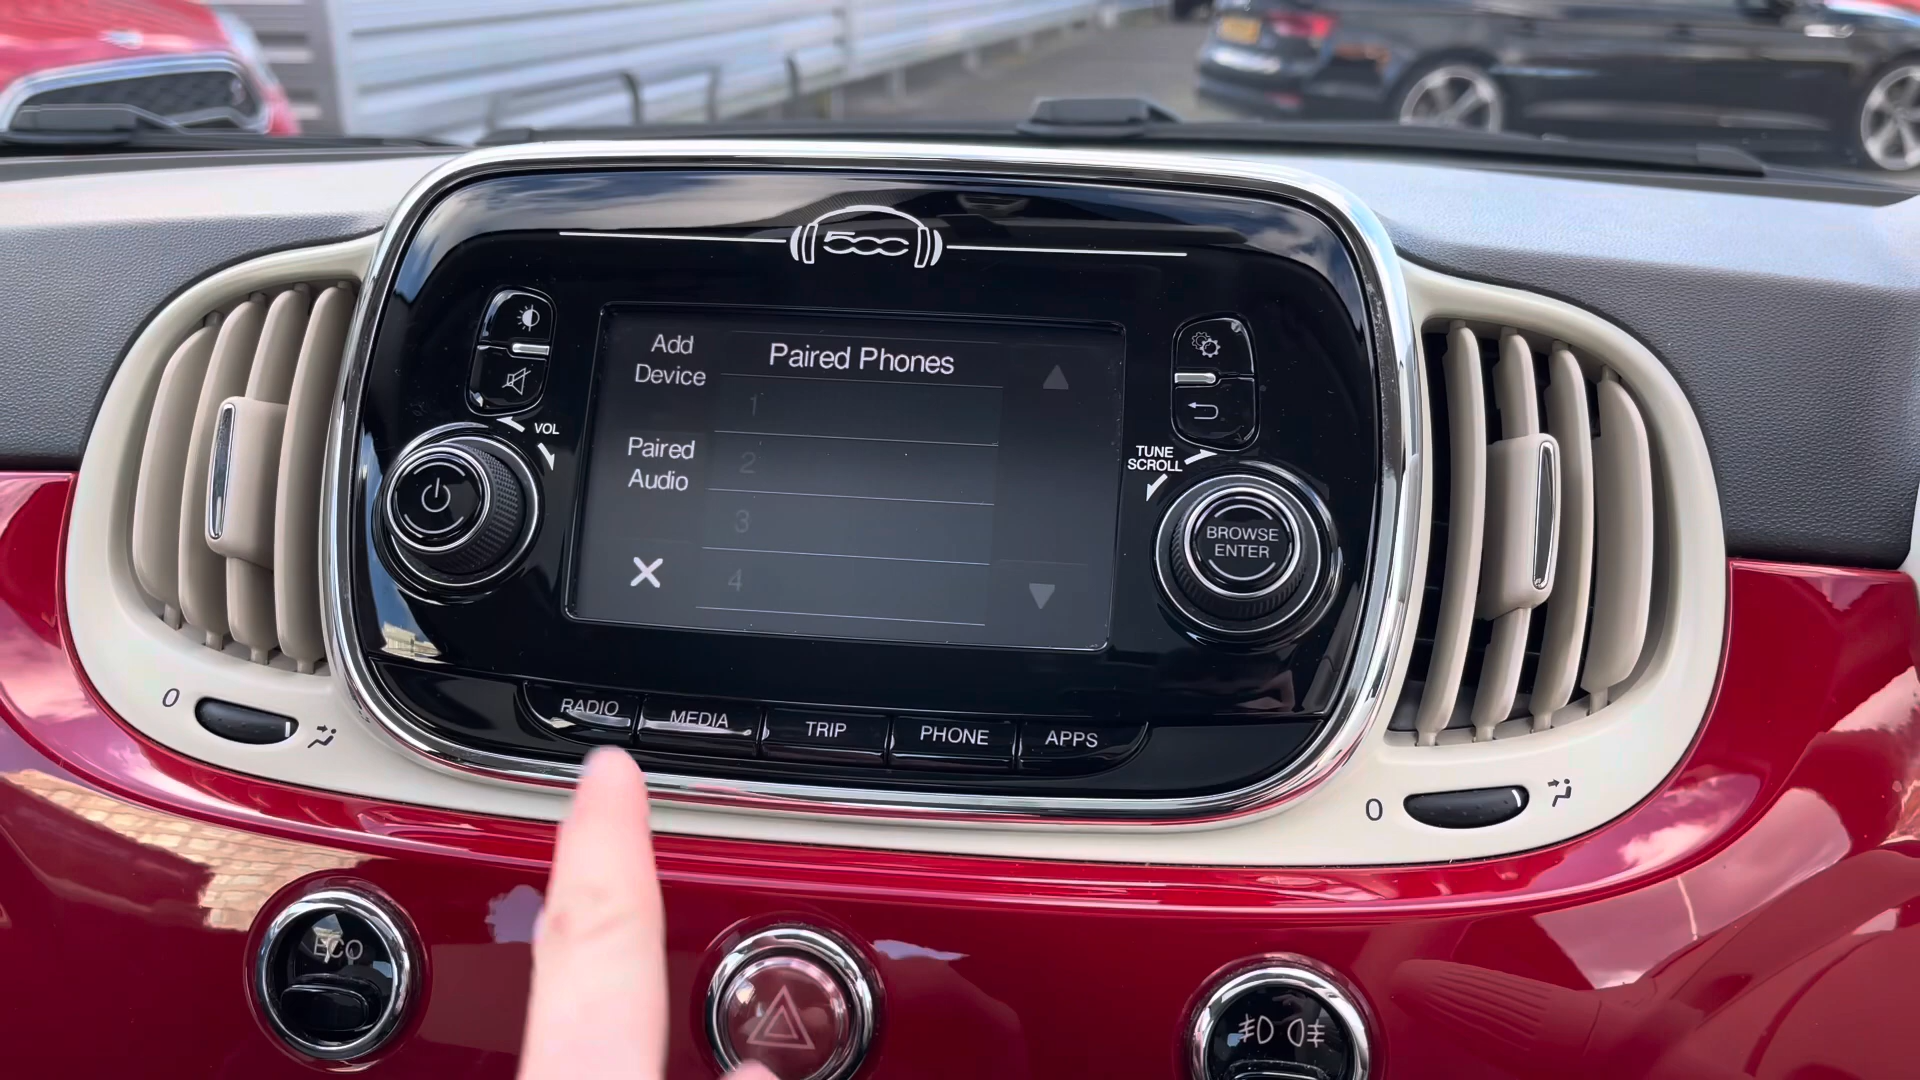 500
VOL
Add
Device
Paired Phones
1
Paired
Audio
2
3
4
TUNE
SCROLL
BROWSE
ENTER
RADIO
MEDIA
TRIP
PHONE
APPS
0
0
ECO